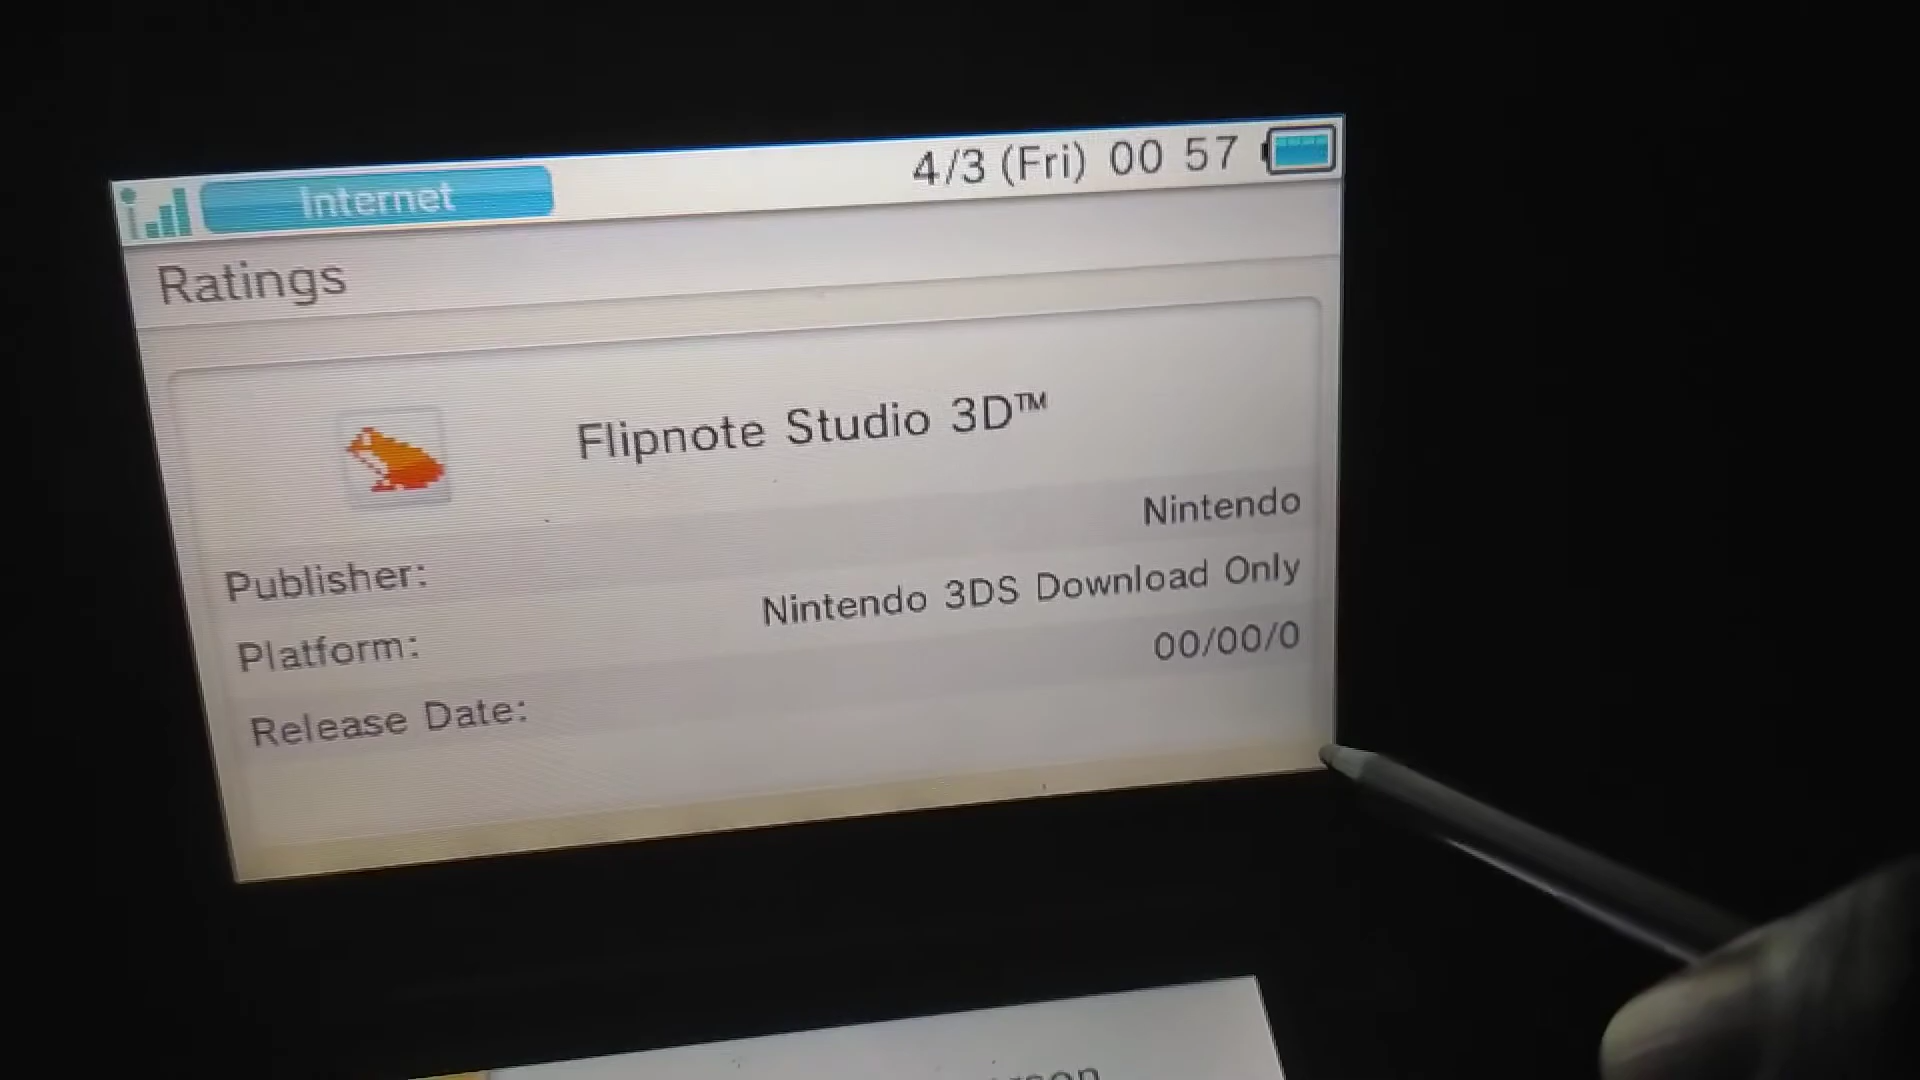 Internet 4/3 (Fri) 00 57
Ratings
Flipnote Studio 3D™
Publisher: Nintendo
Platform: Nintendo 3DS Download Only
Release Date: 00/00/0